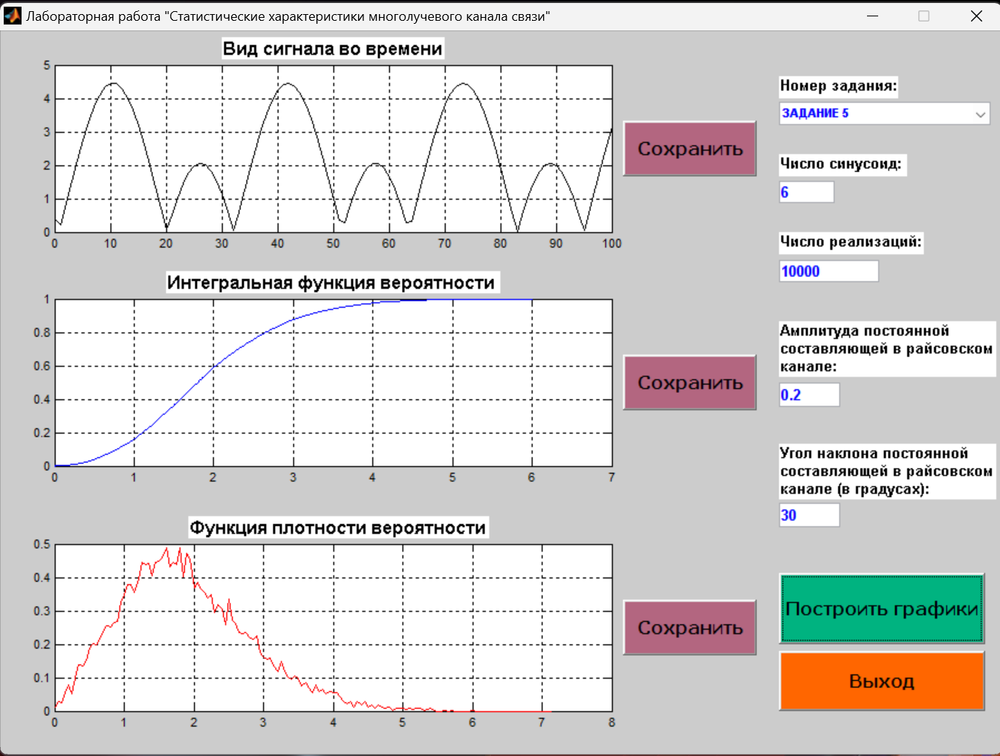 Лабораторная работа "Статистические характеристики многолучевого канала связи"
Вид сигнала во времени
5
4
3
2
1
0
0 10 20 30 40 50 60 70 80 90 100
Сохранить
Интегральная функция вероятности
1
0.8
0.6
0.4
0.2
0
0 1 2 3 4 5 6 7
Сохранить
Функция плотности вероятности
0.5
0.4
0.3
0.2
0.1
0
0 1 2 3 4 5 6 7 8
Сохранить
Номер задания:
ЗАДАНИЕ 5
Число синусоид:
6
Число реализаций:
10000
Амплитуда постоянной
составляющей в райсовском
канале:
0.2
Угол наклона постоянной
составляющей в райсовском
канале (в градусах):
30
Построить графики
Выход